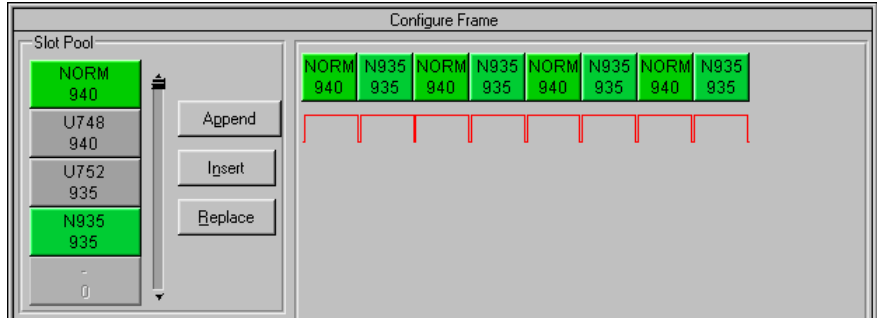 Configure Frame
Slot Pool
NORM
940
U748
940
U752
935
N935
935
-
0
Append
Insert
Replace
NORM N935 NORM N935 NORM N935 NORM N935
940 935 940 935 940 935 940 935